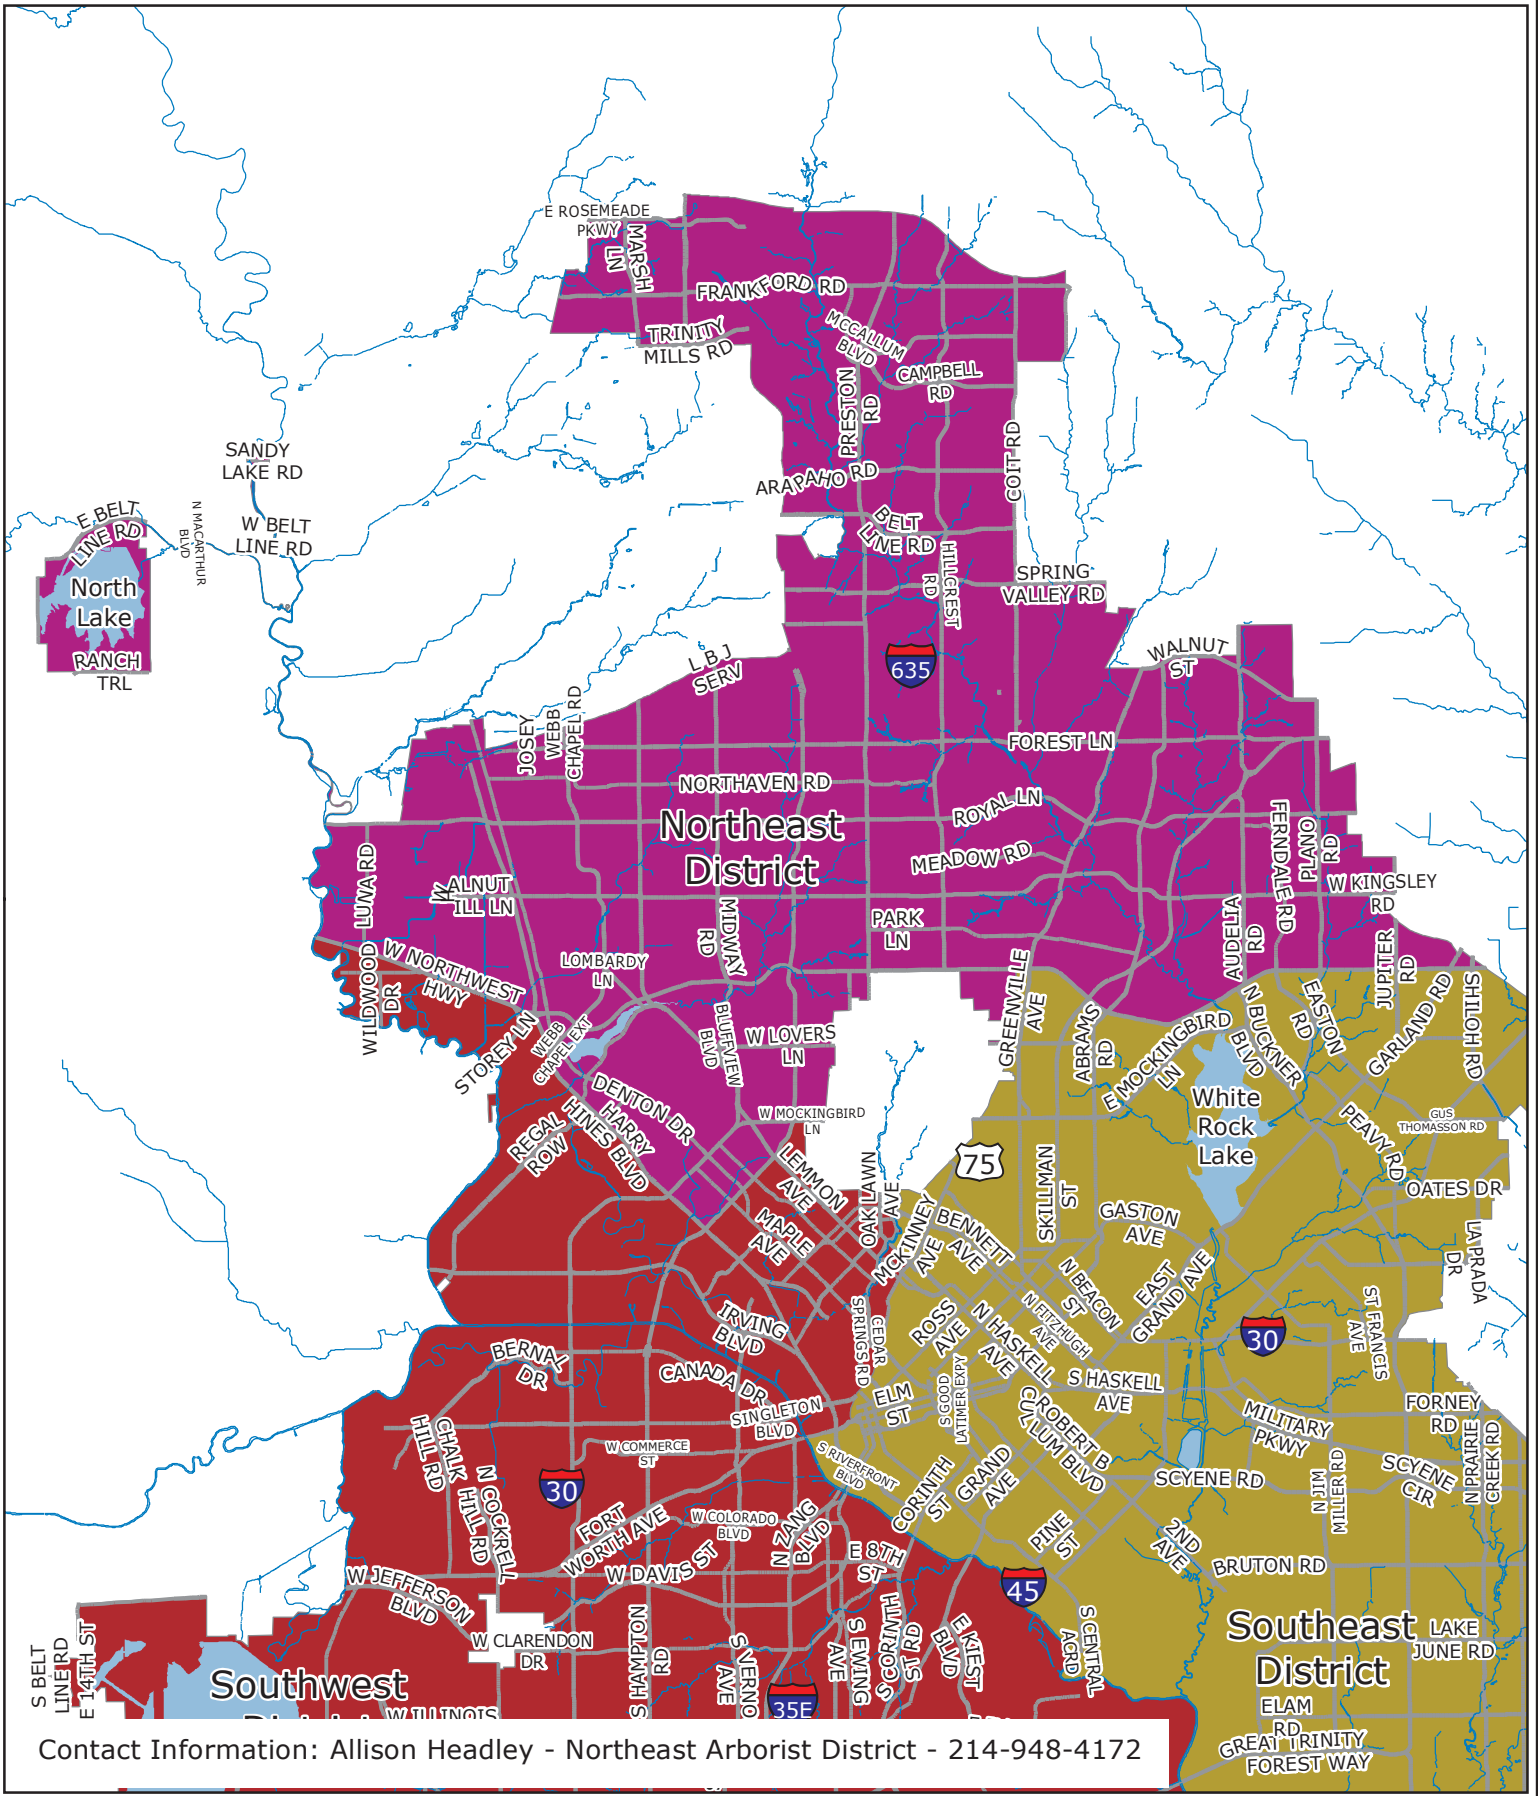 E ROSEMEADE
PKWY
MARSH
LN
FRANKFORD RD
TRINITY
MILLS RD
MCCALLUM
BLVD
CAMPBELL
RD
PRESTON
RD
COIT RD
SANDY
LAKE RD
ARAPAHO RD
E BELT
LINE RD
N MACARTHUR
BLVD
W BELT
LINE RD
BELT
LINE RD
HILLCREST
RD
SPRING
VALLEY RD
North
Lake
RANCH
TRL
L B J
SERV
635
WALNUT
ST
JOSEY
WEBB
CHAPEL RD
FOREST LN
NORTHAVEN RD
ROYAL LN
Northeast
District
MEADOW RD
FERNDALE RD
PLANO
RD
LUNA RD
WALNUT
ILL LN
W KINGSLEY
RD
MIDWAY
RD
PARK
LN
AUDELIA
RD
JUPITER
RD
WILDWOOD
DR
W NORTHWEST
HWY
LOMBARDY
LN
GREENVILLE
AVE
ABRAMS
RD
N BUCKNER
BLVD
EASTON
RD
GARLAND RD
SHILOH RD
STOREY LN
WEBB
CHAPEL EXIT
BLUFFVIEW
BLVD
W LOVERS
LN
E MOCKINGBIRD
LN
White
Rock
Lake
DENTON DR
HARRY
HINES BLVD
REGAL
ROW
W MOCKINGBIRD
LN
PEAVY RD
GUS
THOMASSON RD
75
LEMMON
AVE
OAK LAWN
AVE
SKILLMAN
ST
OATES DR
MAPLE
AVE
MCKINNEY
AVE
BENNETT
AVE
GASTON
AVE
LA PRADA
DR
N BEACON
ST
EAST
GRAND AVE
IRVING
BLVD
CEDAR
SPRINGS RD
ROSS
AVE
N HASKELL
AVE
N FITZHUGH
AVE
30
ST FRANCIS
AVE
BERNAL
DR
CANADA DR
ELM
ST
S GOOD
LATIMER EXPY
S HASKELL
AVE
SINGLETON
BLVD
ROBERT B
CULLUM BLVD
MILITARY
PKWY
FORNEY
RD
CHALK
HILL RD
W COMMERCE
ST
S RIVERFRONT
BLVD
N COCKRELL
HILL RD
30
CORINTH
ST
GRAND
AVE
SCYENE RD
N JIM
MILLER RD
SCYENE
CIR
N PRAIRIE
CREEK RD
FORT
WORTH AVE
W COLORADO
BLVD
N ZANG
BLVD
PINE
ST
2ND
AVE
W DAVIS ST
E 8TH
ST
BRUTON RD
W JEFFERSON
BLVD
45
S BELT
LINE RD
E 14TH ST
W CLARENDON
DR
S HAMPTON
RD
S VERNO
AVE
S EWING
AVE
S CORINTH
ST RD
E KIEST
BLVD
S CENTRAL
ACRD
Southeast
District
LAKE
JUNE RD
Southwest
W ILLINOIS
35E
ELAM
RD
GREAT TRINITY
FOREST WAY
Contact Information: Allison Headley - Northeast Arborist District - 214-948-4172